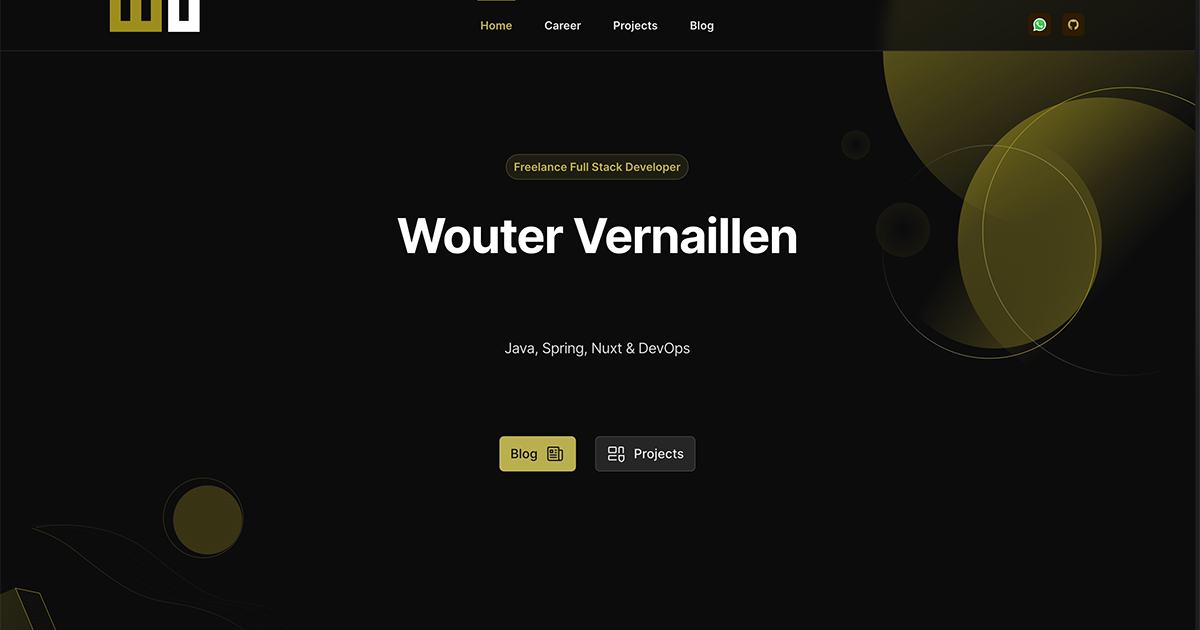 Home Career Projects Blog
Freelance Full Stack Developer
Wouter Vernaillen
Java, Spring, Nuxt & DevOps
Blog Projects